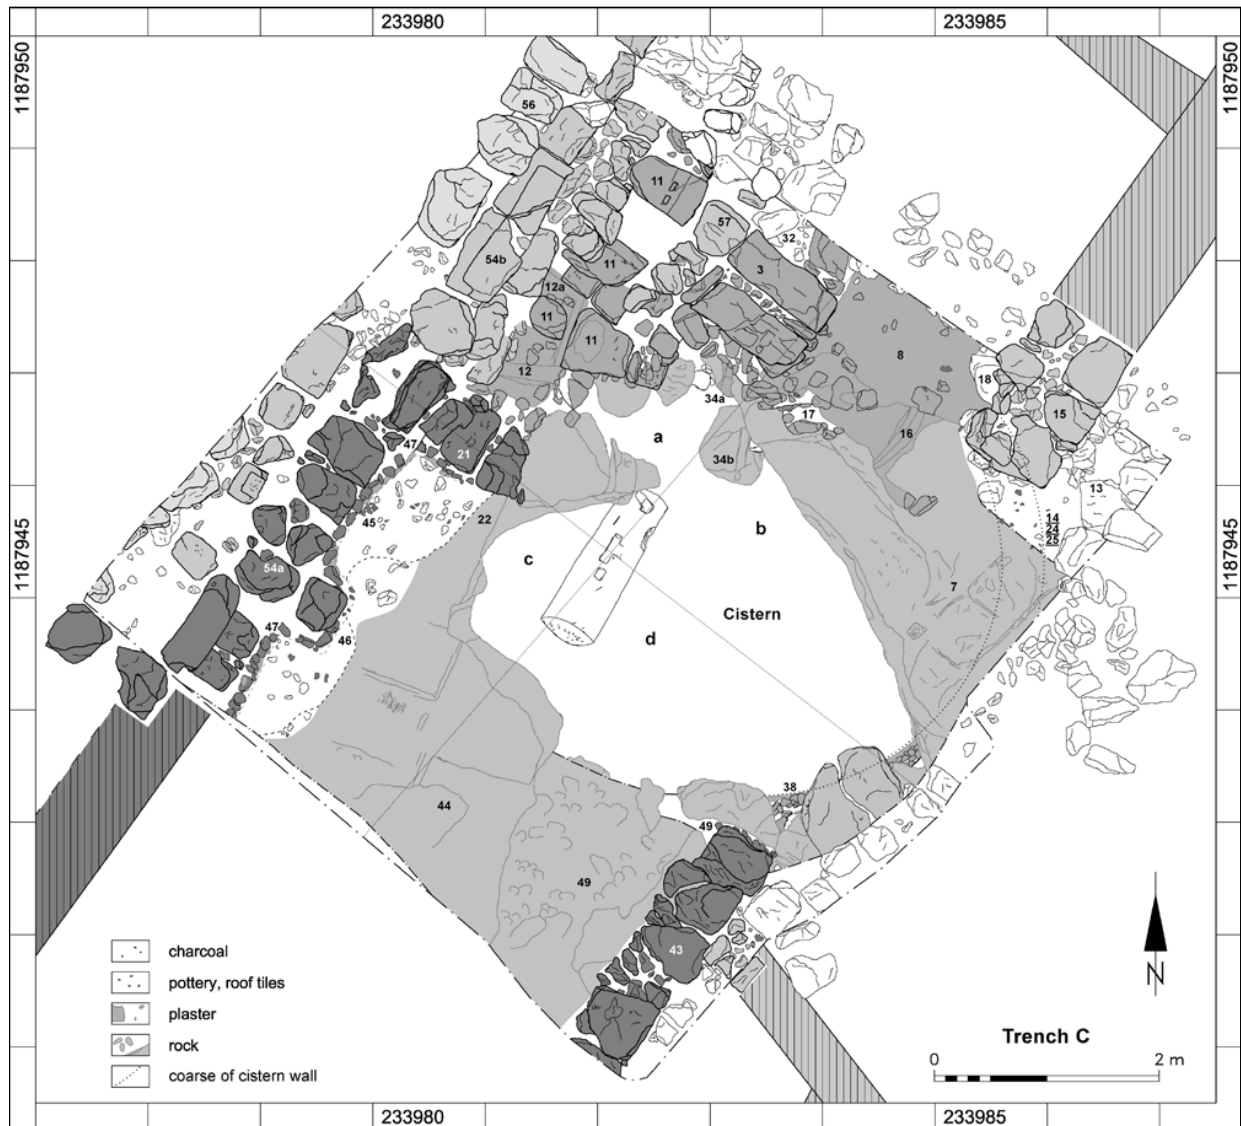 233980
233985
1187950
1187950
56
11
57
32
54b
11
3
12a
11
11
8
12
18
34a
17
15
a
16
47
21
34b
13
45
22
14
24
25
b
1187945
1187945
c
54a
7
Cistern
47
46
d
38
44
49
49
43
charcoal
pottery, roof tiles
plaster
rock
coarse of cistern wall
N
Trench C
0
2 m
233980
233985